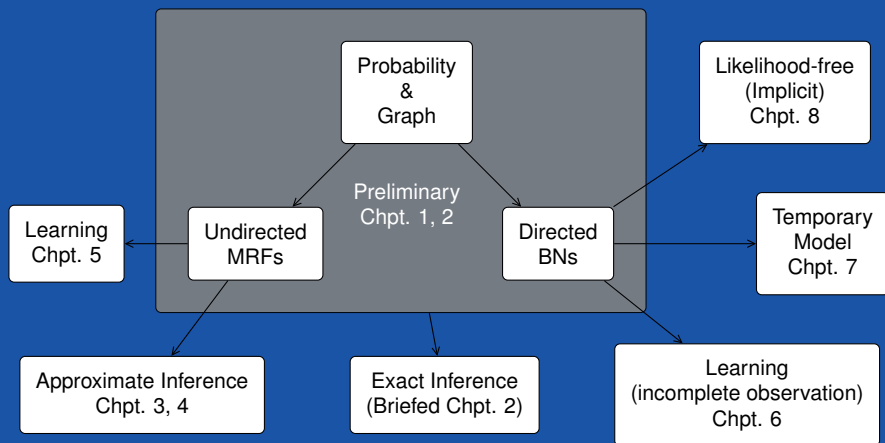 Probability
&
Graph
Likelihood-free
(Implicit)
Chpt. 8
Preliminary
Chpt. 1, 2
Learning
Chpt. 5
Undirected
MRFs
Directed
BNs
Temporary
Model
Chpt. 7
Approximate Inference
Chpt. 3, 4
Exact Inference
(Briefed Chpt. 2)
Learning
(incomplete observation)
Chpt. 6